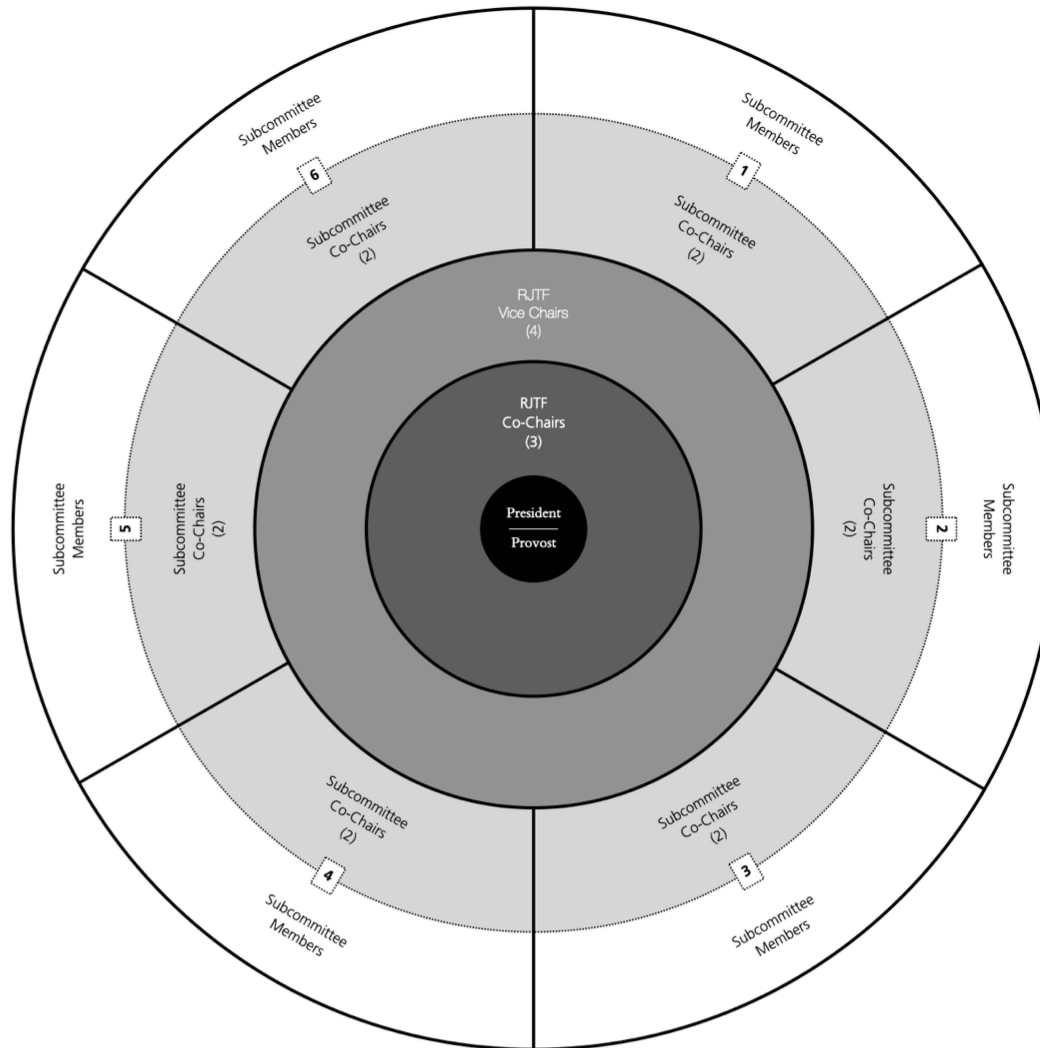 President
Provost
RJTF
Co-Chairs
(3)
RJTF
Vice Chairs
(4)
Subcommittee
Members
1
Subcommittee
Co-Chairs
(2)
Subcommittee
Members
2
Subcommittee
Co-Chairs
(2)
Subcommittee
Members
3
Subcommittee
Co-Chairs
(2)
Subcommittee
Members
4
Subcommittee
Co-Chairs
(2)
Subcommittee
Members
5
Subcommittee
Co-Chairs
(2)
Subcommittee
Members
6
Subcommittee
Co-Chairs
(2)